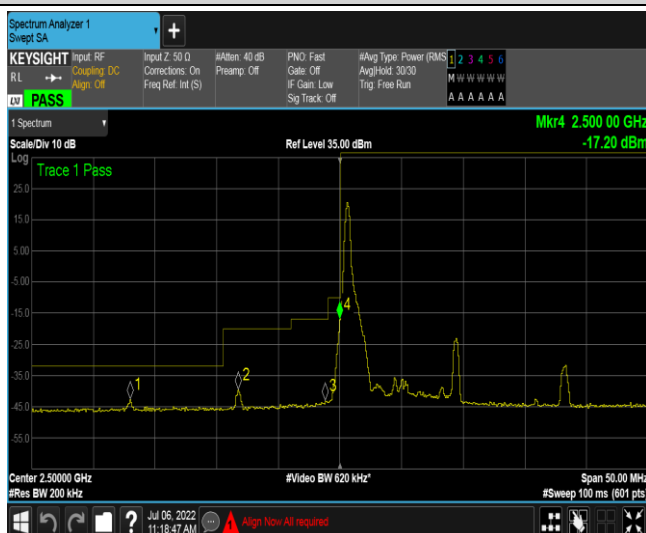 Spectrum Analyzer 1
Swept SA
+
KEYSIGHT
RL
LXI PASS
Input: RF
Coupling: DC
Align: Off
Input Z: 50 Ω
Corrections: On
Freq Ref: Int (S)
#Atten: 40 dB
Preamp: Off
PNO: Fast
Gate: Off
IF Gain: Low
Sig Track: Off
#Avg Type: Power (RMS
Avg|Hold: 30/30
Trig: Free Run
1 2 3 4 5 6
M W W W W W
A A A A A A
1 Spectrum
Mkr4 2.500 00 GHz
Scale/Div 10 dB
Ref Level 35.00 dBm
-17.20 dBm
Log
Trace 1 Pass
25.0
15.0
5.00
-5.00
-15.0
4
-25.0
-35.0
1
2
3
-45.0
-55.0
Center 2.50000 GHz
#Video BW 620 kHz*
Span 50.00 MHz
#Res BW 200 kHz
#Sweep 100 ms (601 pts)
?
Jul 06, 2022
11:18:47 AM
Align Now All required